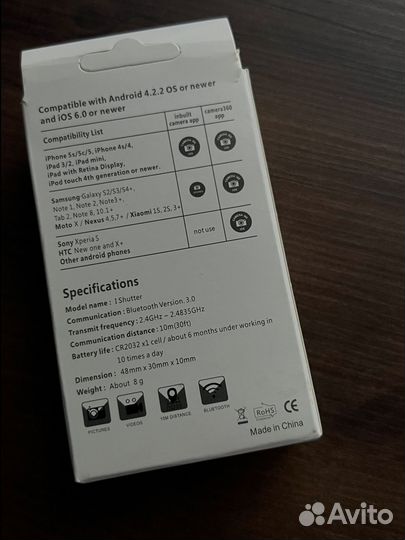 Compatible with Android 4.2.2 OS or newer
and iOS 6.0 or newer
Compatibility List
inbuilt
camera app
camera360
app
iPhone 5s/5c/5, iPhone 4s/4,
iPad 3/2, iPad mini,
iPad with Retina Display,
iPod touch 4th generation or newer.
Samsung Galaxy S2/S3/S4+,
Note 1, Note 2, Note3+,
Tab 2, Note 8, 10.1+
Moto X / Nexus 4,5,7+ / Xiaomi 1S, 2S, 3+
Sony Xperia S
HTC New one and X+
Other android phones
not use
Specifications
Model name : I Shutter
Communication : Bluetooth Version. 3.0
Transmit frequency : 2.4GHz ~ 2.4835GHz
Communication distance : 10m(30ft)
Battery life : CR2032 x1 cell / about 6 months under working in
10 times a day
Dimension : 48mm x 30mm x 10mm
Weight : About 8 g
PICTURES
VIDEOS
10M DISTANCE
BLUETOOTH
RoHS
CE
Made in China
Avito